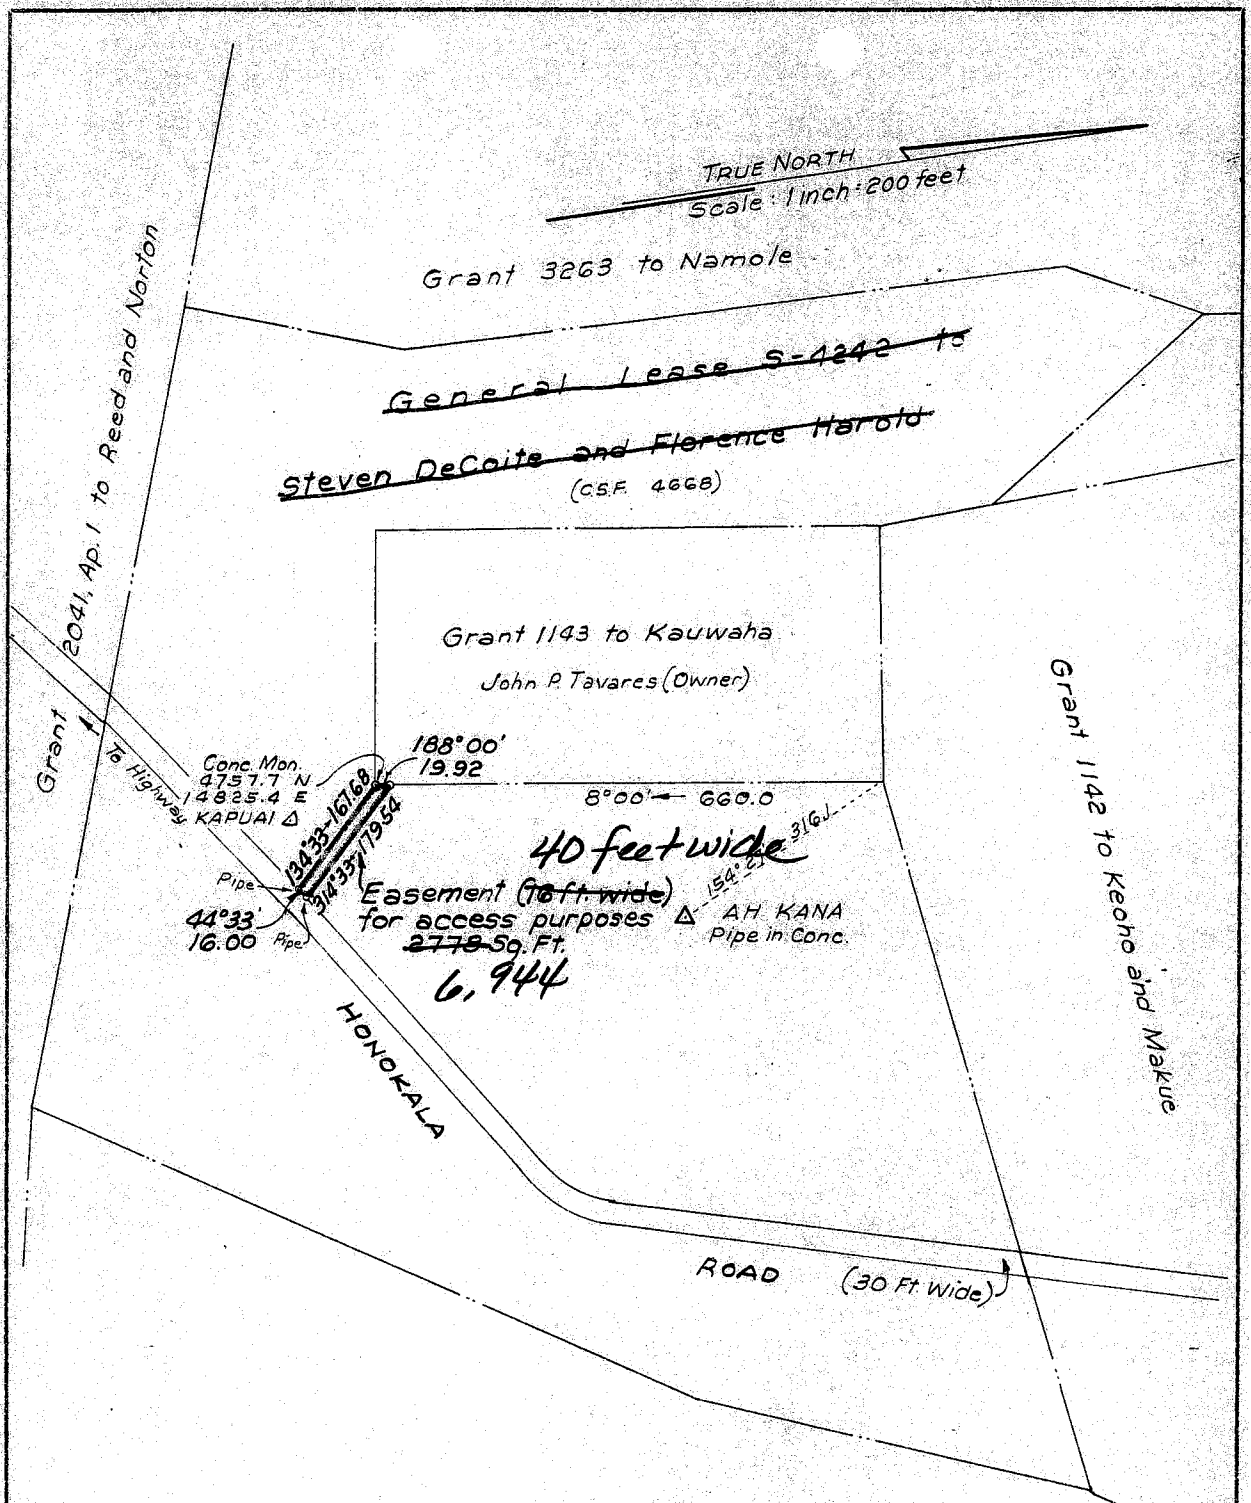 TRUE NORTH
Scale: 1 inch = 200 feet
Grant 3263 to Namole
General Lease S-4242 to
Steven DeCoite and Florence Harold
(C.S.F. 4668)
Grant 2041, Ap. 1 to Reed and Norton
Grant 1143 to Kauwaha
John P. Tavares (Owner)
Grant 1142 to Keoho and Makue
To Highway
Conc. Mon.
4757.7 N
14825.4 E
KAPUAI △
188°00'
19.92
8°00' ← 660.0
134°33'-167.68
314°33'-179.54
154° 316.1
40 feet wide
Pipe
Easement (16 ft. wide)
for access purposes
2778 Sq. Ft.
6,944
44°33'
16.00
Pipe
△ AH KANA
Pipe in Conc.
HONOKALA
ROAD
(30 Ft. Wide)